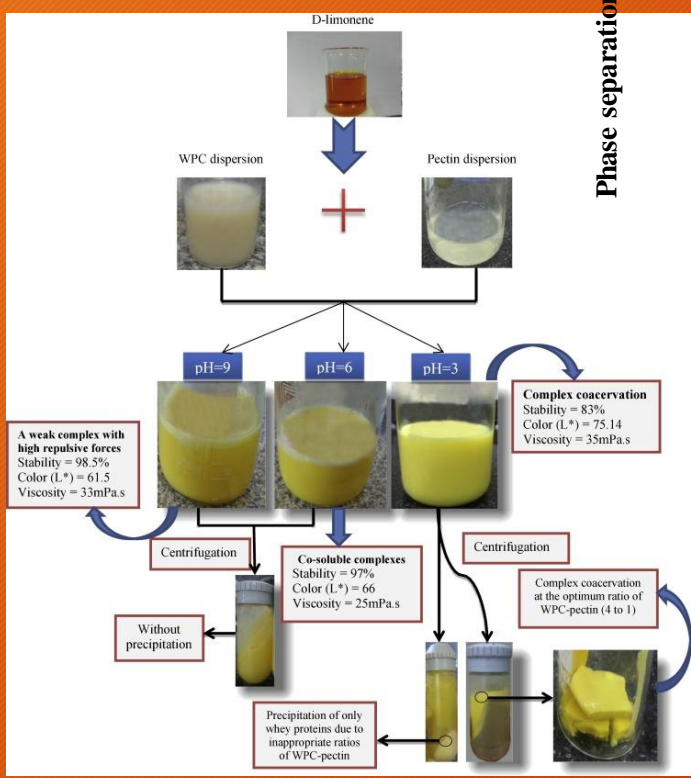 D-limonene
Phase separation
WPC dispersion
Pectin dispersion
pH=9
pH=6
pH=3
Complex coacervation
Stability = 83%
Color (L*) = 75.14
Viscosity = 35mPa.s
A weak complex with
high repulsive forces
Stability = 98.5%
Color (L*) = 61.5
Viscosity = 33mPa.s
Centrifugation
Co-soluble complexes
Stability = 97%
Color (L*) = 66
Viscosity = 25mPa.s
Centrifugation
Complex coacervation
at the optimum ratio of
WPC-pectin (4 to 1)
Without
precipitation
Precipitation of only
whey proteins due to
inappropriate ratios
of WPC-pectin